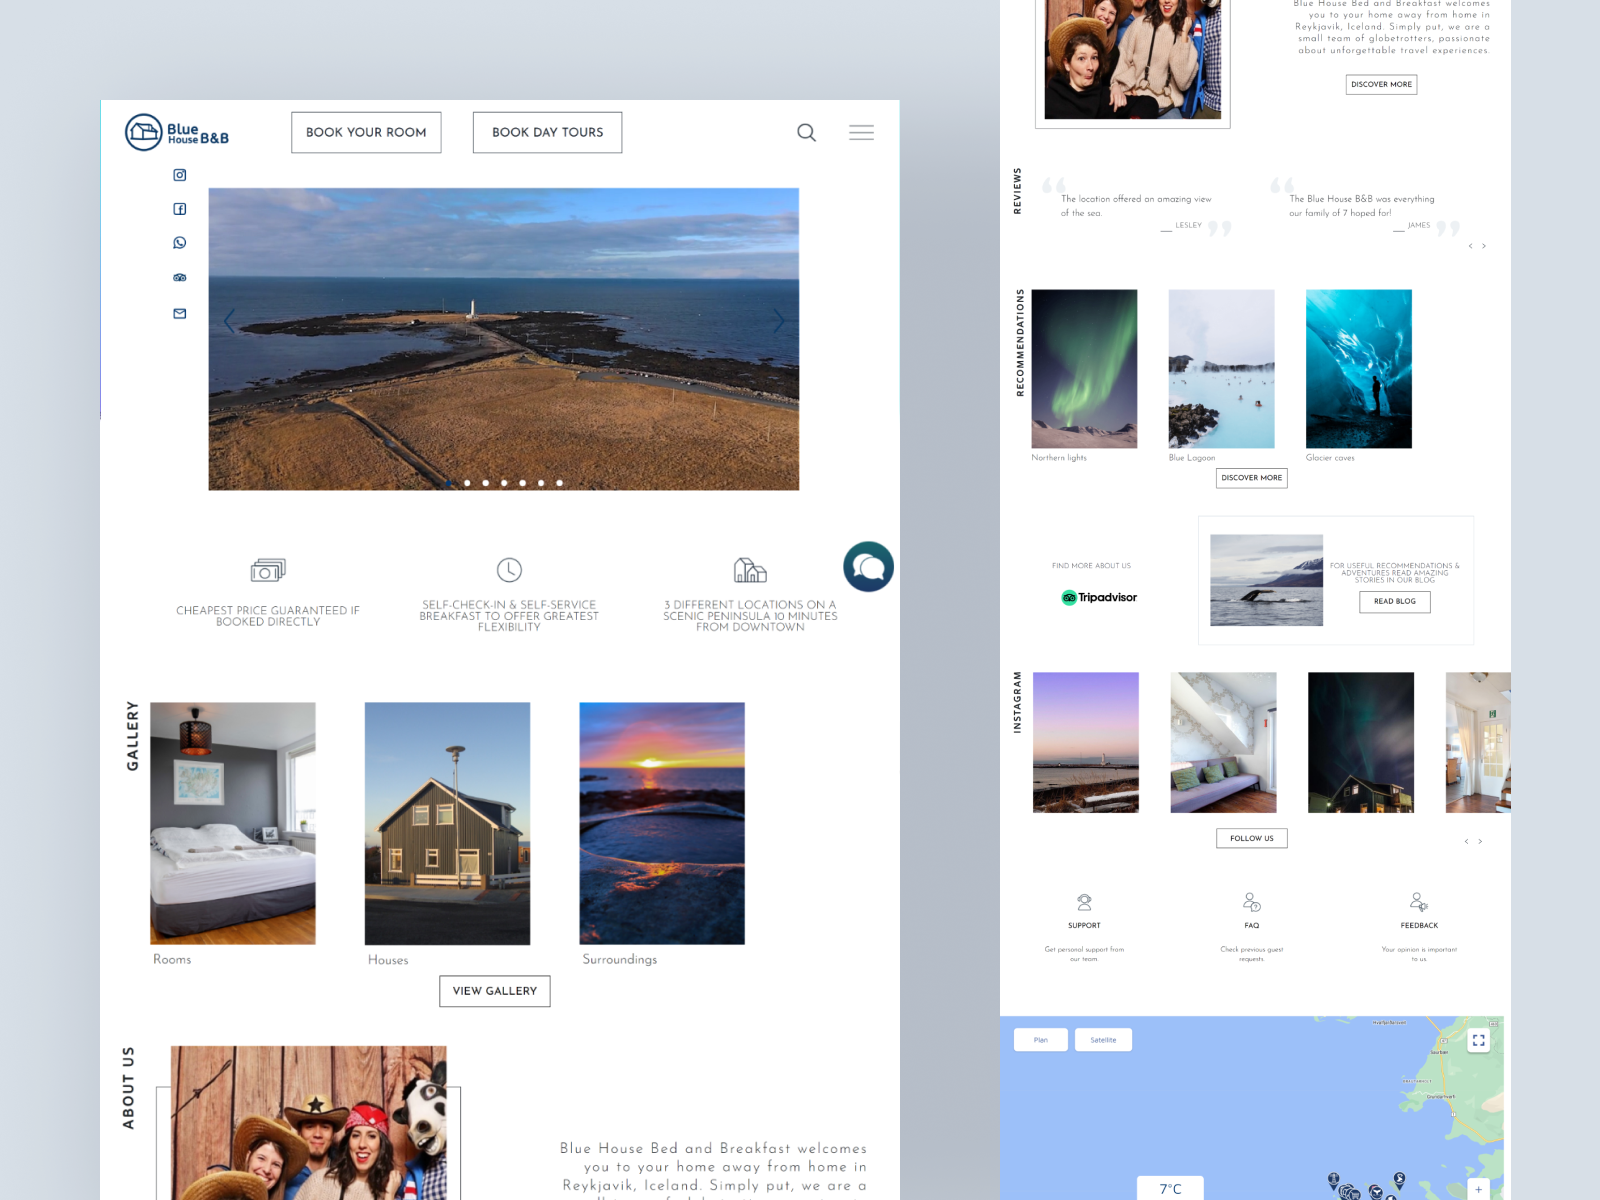 Blue
House B&B
BOOK YOUR ROOM
BOOK DAY TOURS
CHEAPEST PRICE GUARANTEED IF
BOOKED DIRECTLY
SELF-CHECK-IN & SELF-SERVICE
BREAKFAST TO OFFER GREATEST
FLEXIBILITY
3 DIFFERENT LOCATIONS ON A
SCENIC PENINSULA 10 MINUTES
FROM DOWNTOWN
GALLERY
Rooms
Houses
Surroundings
VIEW GALLERY
ABOUT US
Blue House Bed and Breakfast welcomes
you to your home away from home in
Reykjavik, Iceland. Simply put, we are a
Blue House Bed and Breakfast welcomes
you to your home away from home in
Reykjavik, Iceland. Simply put, we are a
small team of globetrotters, passionate
about unforgettable travel experiences.
DISCOVER MORE
REVIEWS
“
The location offered an amazing view
of the sea.
__ LESLEY
”
“
The Blue House B&B was everything
our family of 7 hoped for!
__ JAMES
”
< >
RECOMMENDATIONS
Northern lights
Blue Lagoon
Glacier caves
DISCOVER MORE
FIND MORE ABOUT US
Tripadvisor
FOR USEFUL RECOMMENDATIONS &
ADVENTURES READ AMAZING
STORIES IN OUR BLOG
READ BLOG
INSTAGRAM
FOLLOW US
< >
SUPPORT
Get personal support from
our team.
FAQ
Check previous guest
requests.
FEEDBACK
Your opinion is important
to us.
Plan
Satellite
7°C
+